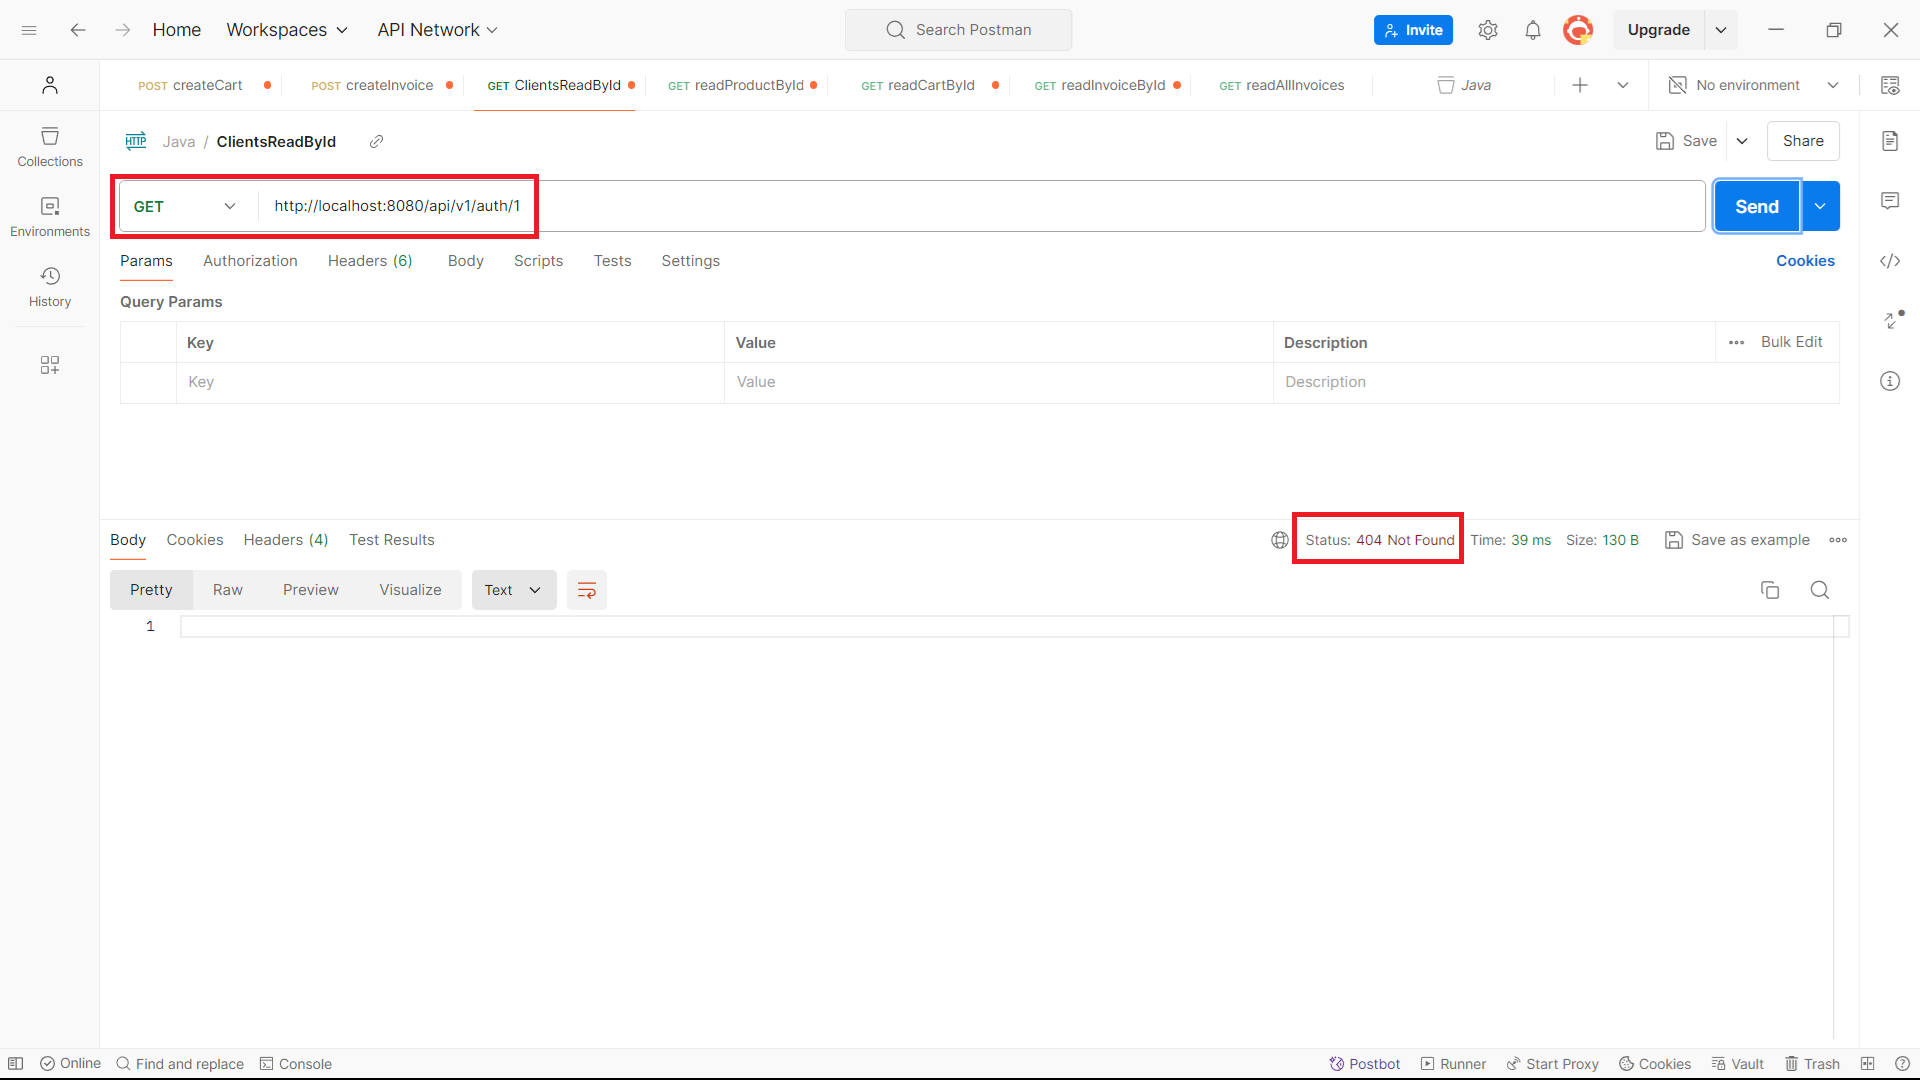 Home Workspaces API Network Search Postman Invite Upgrade
POST createCart POST createInvoice GET ClientsReadById GET readProductById GET readCartById GET readInvoiceById GET readAllInvoices Java No environment
Collections
Environments
History
HTTP Java / ClientsReadById Save Share
GET http://localhost:8080/api/v1/auth/1 Send
Params Authorization Headers (6) Body Scripts Tests Settings Cookies
Query Params
Key Value Description Bulk Edit
Key Value Description
Body Cookies Headers (4) Test Results Status: 404 Not Found Time: 39 ms Size: 130 B Save as example
Pretty Raw Preview Visualize Text
1
Online Find and replace Console Postbot Runner Start Proxy Cookies Vault Trash